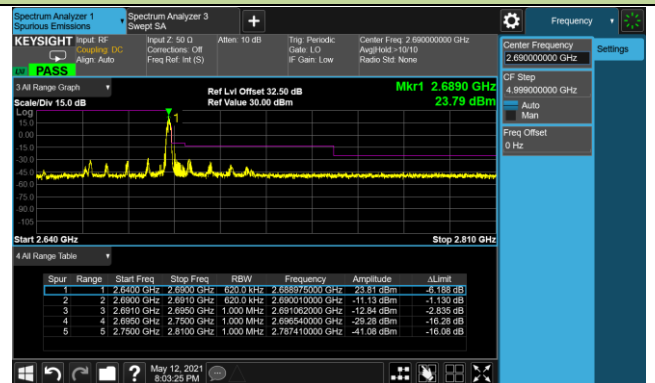 Spectrum Analyzer 1
Spurious Emissions
Spectrum Analyzer 3
Swept SA
Frequency
KEYSIGHT
Input: RF
Coupling: DC
Align: Auto
Input Z: 50 Ω
Corrections: Off
Freq Ref: Int (S)
Atten: 10 dB
Trig: Periodic
Gate: LO
IF Gain: Low
Center Freq: 2.690000000 GHz
Avg|Hold:>10/10
Radio Std: None
PASS
3 All Range Graph
Scale/Div 15.0 dB
Ref Lvl Offset 32.50 dB
Ref Value 30.00 dBm
Mkr1 2.6890 GHz
23.79 dBm
Log
15.0
0.00
-15.0
-30.0
-45.0
-60.0
-75.0
-90.0
-105
1
Start 2.640 GHz
Stop 2.810 GHz
4 All Range Table
Spur Range Start Freq Stop Freq RBW Frequency Amplitude ΔLimit
1 1 2.6400 GHz 2.6900 GHz 620.0 kHz 2.688975000 GHz 23.81 dBm -6.188 dB
2 2 2.6900 GHz 2.6910 GHz 620.0 kHz 2.690010000 GHz -11.13 dBm -1.130 dB
3 3 2.6910 GHz 2.6950 GHz 1.000 MHz 2.691062000 GHz -12.84 dBm -2.835 dB
4 4 2.6950 GHz 2.7500 GHz 1.000 MHz 2.696540000 GHz -29.28 dBm -16.28 dB
5 5 2.7500 GHz 2.8100 GHz 1.000 MHz 2.787410000 GHz -41.08 dBm -16.08 dB
Center Frequency
2.690000000 GHz
Settings
CF Step
4.999000000 GHz
Auto
Man
Freq Offset
0 Hz
?
May 12, 2021
8:03:25 PM